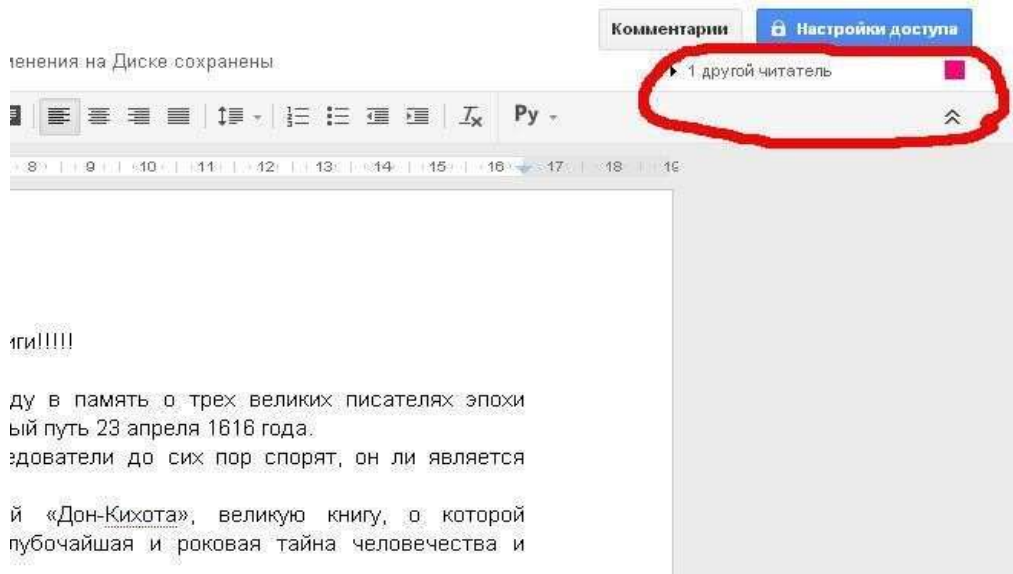 Комментарии
Настройки доступа
менения на Диске сохранены
1 другой читатель
Ру
8 9 10 11 12 13 14 15 16 17 18 19
иги!!!!!
ду в память о трех великих писателях эпохи
ый путь 23 апреля 1616 года.
едователи до сих пор спорят, он ли является
й «Дон-Кихота», великую книгу, о которой
лубочайшая и роковая тайна человечества и